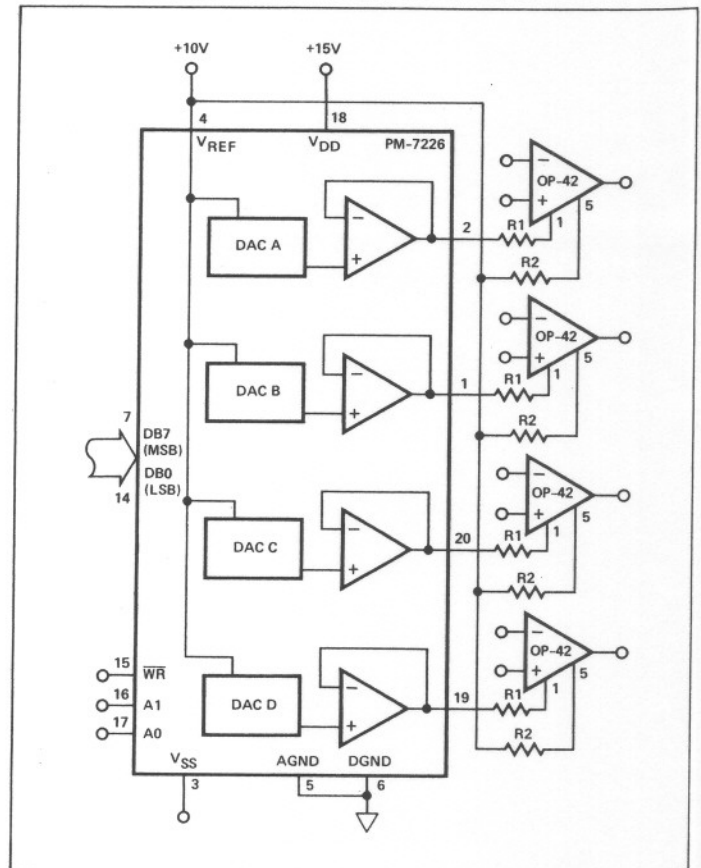 +10V
+15V
4
18
VREF
VDD
PM-7226
−
OP-42
+
5
1
2
R1
R2
DAC A
−
+
−
OP-42
+
5
1
1
R1
R2
DAC B
−
+
7
DB7
(MSB)
DB0
(LSB)
14
−
OP-42
+
5
1
20
R1
R2
DAC C
−
+
−
OP-42
+
5
1
19
R1
R2
DAC D
−
+
15
WR
16
A1
17
A0
VSS
AGND
DGND
3
5
6